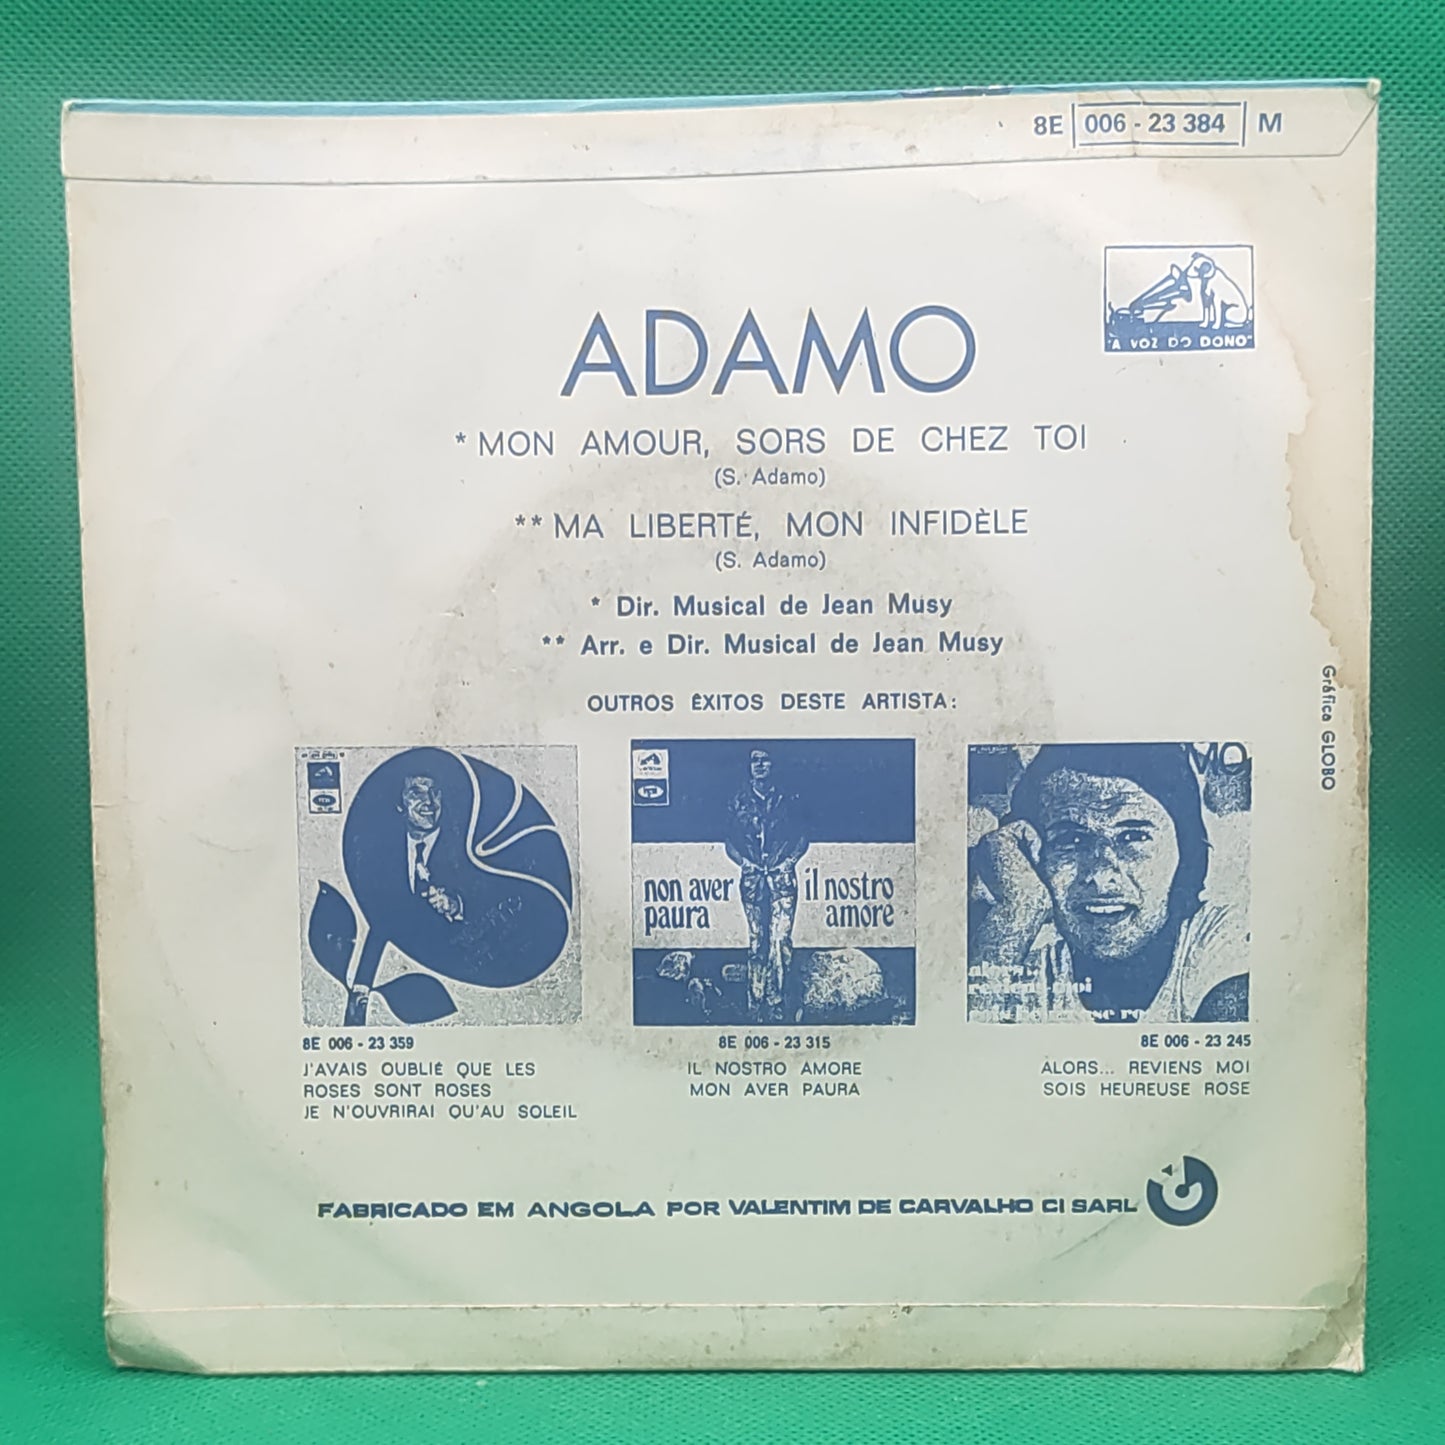 8E 006 - 23 384 M
"A VOZ DO DONO"
ADAMO
* MON AMOUR, SORS DE CHEZ TOI
(S. Adamo)
** MA LIBERTÉ, MON INFIDÈLE
(S. Adamo)
* Dir. Musical de Jean Musy
** Arr. e Dir. Musical de Jean Musy
OUTROS ÊXITOS DESTE ARTISTA:
Gráfica GLOBO
non aver
paura
il nostro
amore
MO
alors..
reviens-moi
8E 006 - 23 359
J'AVAIS OUBLIÉ QUE LES
ROSES SONT ROSES
JE N'OUVRIRAI QU'AU SOLEIL
8E 006 - 23 315
IL NOSTRO AMORE
MON AVER PAURA
8E 006 - 23 245
ALORS... REVIENS MOI
SOIS HEUREUSE ROSE
FABRICADO EM ANGOLA POR VALENTIM DE CARVALHO CI SARL